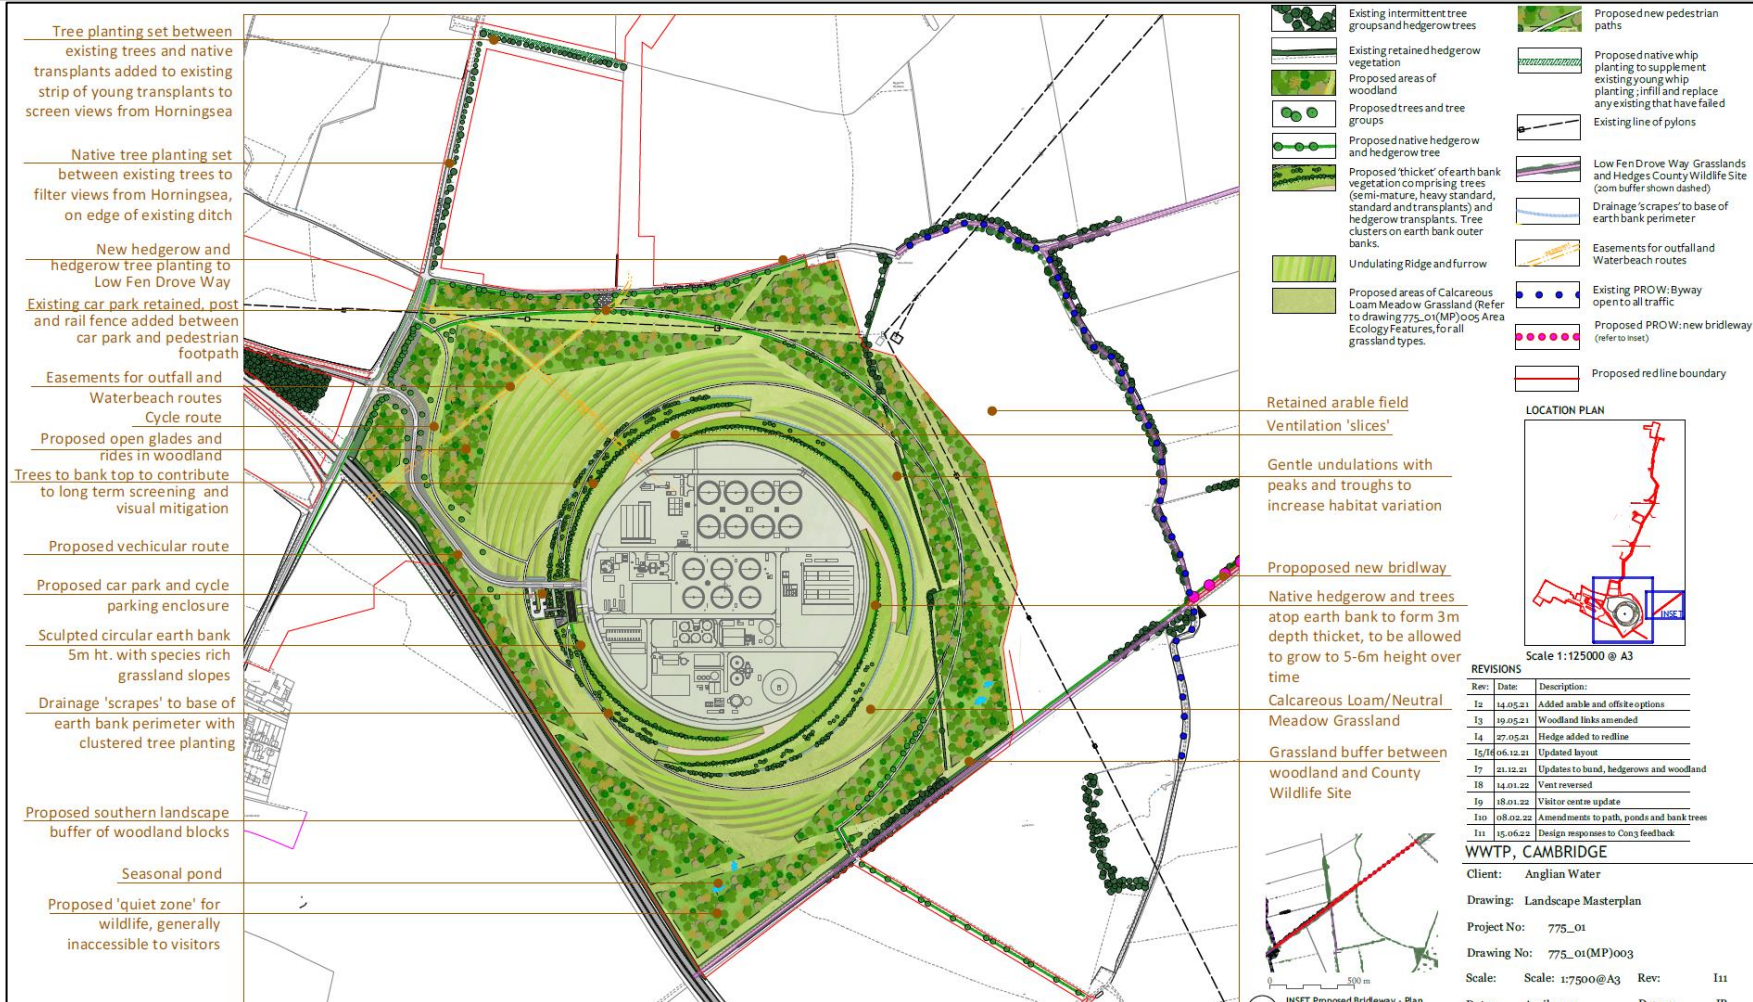 Tree planting set between
existing trees and native
transplants added to existing
strip of young transplants to
screen views from Horningsea
Native tree planting set
between existing trees to
filter views from Horningsea,
on edge of existing ditch
New hedgerow and
hedgerow tree planting to
Low Fen Drove Way
Existing car park retained, post
and rail fence added between
car park and pedestrian
footpath
Easements for outfall and
Waterbeach routes
Cycle route
Proposed open glades and
rides in woodland
Trees to bank top to contribute
to long term screening and
visual mitigation
Proposed vechicular route
Proposed car park and cycle
parking enclosure
Sculpted circular earth bank
5m ht. with species rich
grassland slopes
Drainage 'scrapes' to base of
earth bank perimeter with
clustered tree planting
Proposed southern landscape
buffer of woodland blocks
Seasonal pond
Proposed 'quiet zone' for
wildlife, generally
inaccessible to visitors
Retained arable field
Ventilation 'slices'
Gentle undulations with
peaks and troughs to
increase habitat variation
Propoposed new bridlway
Native hedgerow and trees
atop earth bank to form 3m
depth thicket, to be allowed
to grow to 5-6m height over
time
Calcareous Loam/Neutral
Meadow Grassland
Grassland buffer between
woodland and County
Wildlife Site
Existing intermittent tree
groups and hedgerow trees
Existing retained hedgerow
vegetation
Proposed areas of
woodland
Proposed trees and tree
groups
Proposed native hedgerow
and hedgerow tree
Proposed 'thicket' of earth bank
vegetation comprising trees
(semi-mature, heavy standard,
standard and transplants) and
hedgerow transplants. Tree
clusters on earth bank outer
banks.
Undulating Ridge and furrow
Proposed areas of Calcareous
Loam Meadow Grassland (Refer
to drawing 775_01(MP)005 Area
Ecology Features, for all
grassland types.
Proposed new pedestrian
paths
Proposed native whip
planting to supplement
existing young whip
planting ; infill and replace
any existing that have failed
Existing line of pylons
Low Fen Drove Way Grasslands
and Hedges County Wildlife Site
(20m buffer shown dashed)
Drainage 'scrapes' to base of
earth bank perimeter
Easements for outfall and
Waterbeach routes
Existing PROW: Byway
open to all traffic
Proposed PROW: new bridleway
(refer to Inset)
Proposed red line boundary
LOCATION PLAN
INSET
Scale 1:125000 @ A3
REVISIONS
Rev: Date: Description:
I2 14.05.21 Added amble and offsite options
I3 19.05.21 Woodland links amended
I4 27.05.21 Hedge added to redline
I5/I6 06.12.21 Updated layout
I7 21.12.21 Updates to bund, hedgerows and woodland
I8 14.01.22 Vent reversed
I9 18.01.22 Visitor centre update
I10 08.02.22 Amendments to path, ponds and bank trees
I11 15.06.22 Design responses to Con3 feedback
WWTP, CAMBRIDGE
Client: Anglian Water
Drawing: Landscape Masterplan
Project No: 775_01
Drawing No: 775_01(MP)003
Scale: Scale: 1:7500@A3 Rev: I11
0 500 m
INSET Proposed Bridleway - Plan